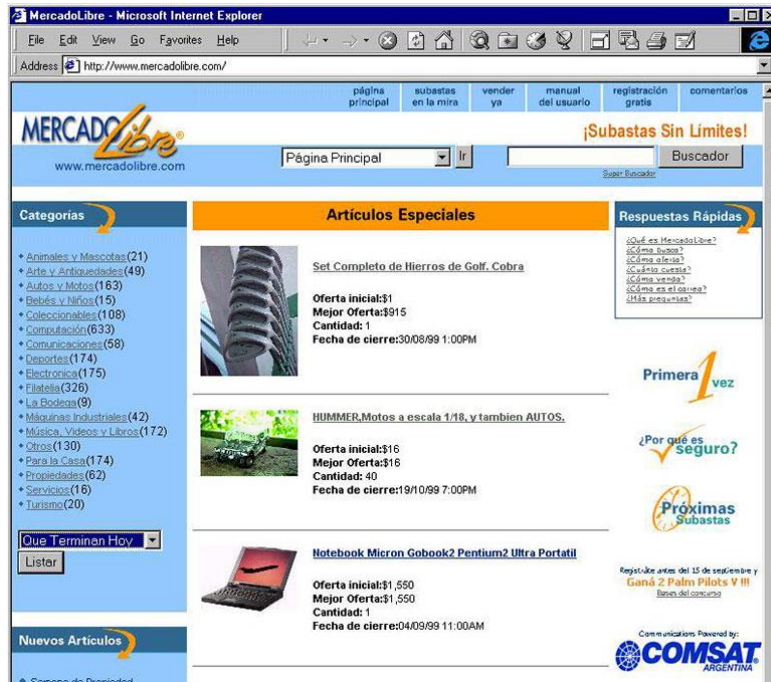 MercadoLibre - Microsoft Internet Explorer
File Edit View Go Favorites Help
Address http://www.mercadolibre.com/
página principal
subastas en la mira
vender ya
manual del usuario
registración gratis
comentarios
MERCADO Libre
www.mercadolibre.com
¡Subastas Sin Límites!
Página Principal Ir Buscador
Super Buscador
Categorías
Animales y Mascotas(21)
Arte y Antiquedades(49)
Autos y Motos(163)
Bebés y Niños(15)
Coleccionables(108)
Computación(633)
Comunicaciones(58)
Deportes(174)
Electronica(175)
Filatelia(326)
La Bodega(9)
Máquinas Industriales(42)
Música, Videos y Libros(172)
Otros(130)
Para la Casa(174)
Propiedades(62)
Servicios(16)
Turismo(20)
Que Terminan Hoy
Listar
Nuevos Artículos
Semana de Propiedad
Artículos Especiales
Set Completo de Hierros de Golf. Cobra
Oferta inicial:$1
Mejor Oferta:$915
Cantidad: 1
Fecha de cierre:30/08/99 1:00PM
HUMMER,Motos a escala 1/18, y tambien AUTOS.
Oferta inicial:$16
Mejor Oferta:$16
Cantidad: 40
Fecha de cierre:19/10/99 7:00PM
Notebook Micron Gobook2 Pentium2 Ultra Portatil
Oferta inicial:$1,550
Mejor Oferta:$1,550
Cantidad: 1
Fecha de cierre:04/09/99 11:00AM
Respuestas Rápidas
¿Qué es MercadoLibre?
¿Cómo busco?
¿Cómo oferto?
¿Cuánto cuesta?
¿Cómo vendo?
¿Cómo es el correo?
¿Más preguntas?
Primera 1 vez
¿Por qué es seguro?
Próximas Subastas
Registráte antes del 15 de septiembre y
Ganá 2 Palm Pilots V !!!
Bases del concurso
Communications Powered by:
COMSAT
ARGENTINA